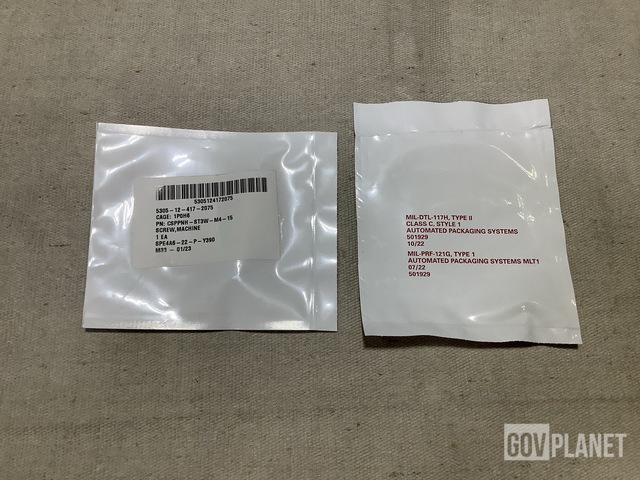 5305124172075
5305-12-417-2075
CAGE: 1P0H6
PN: CSPPNH-ST3W-M4-15
SCREW,MACHINE
1 EA
SPE4A6-22-P-Y390
M33 - 01/23
MIL-DTL-117H, TYPE II
CLASS C, STYLE 1
AUTOMATED PACKAGING SYSTEMS
501929
10/22
MIL-PRF-121G, TYPE 1
AUTOMATED PACKAGING SYSTEMS MLT1
07/22
501929
GOVPLANET